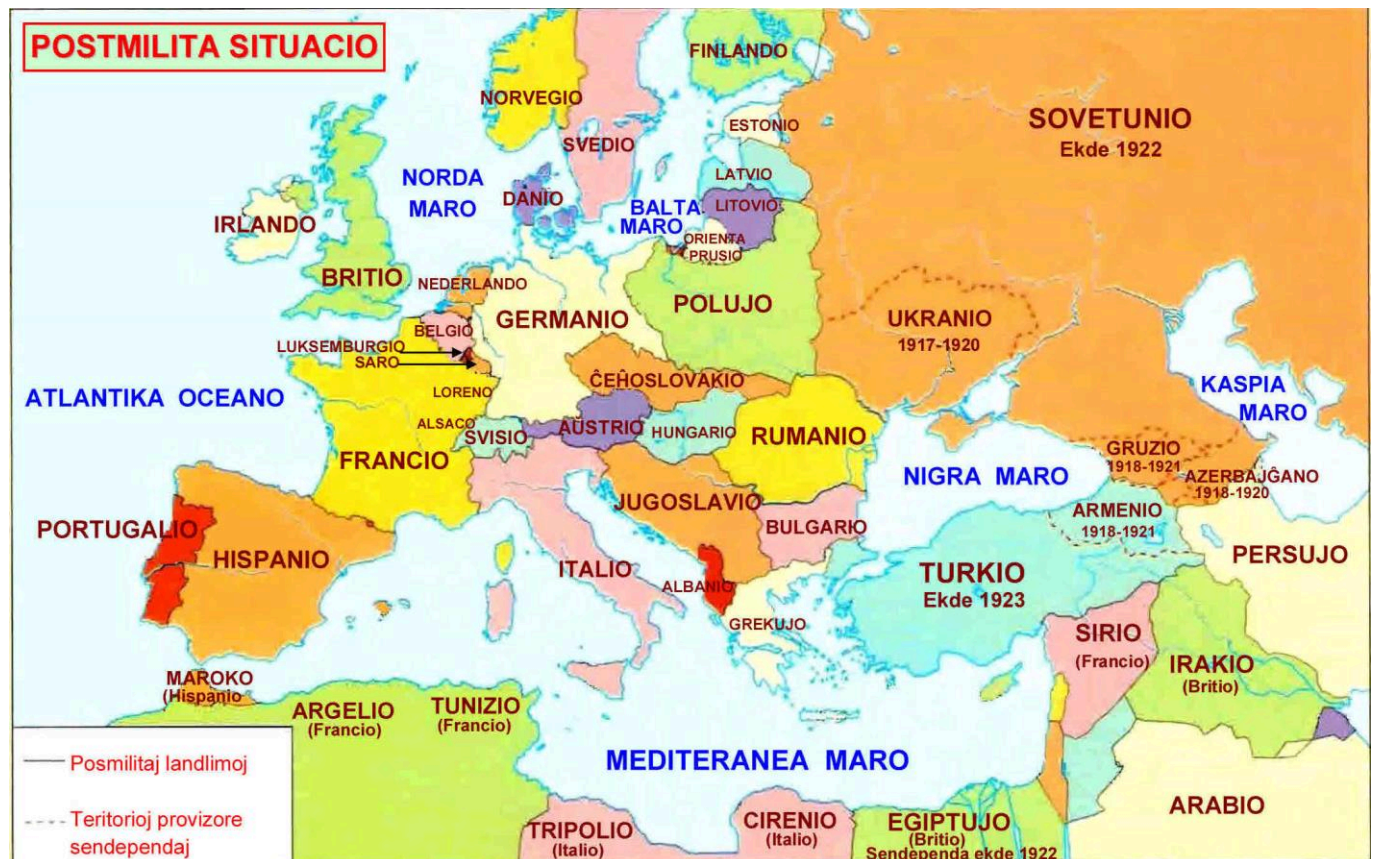 POSTMILITA SITUACIO
FINLANDO
NORVEGIO
SVEDIO
ESTONIO
SOVETUNIO
Ekde 1922
LATVIO
NORDA
MARO
DANIO
LITOVIO
BALTA
MARO
IRLANDO
ORIENTA
PRUSIO
BRITIO
NEDERLANDO
POLUJO
GERMANIO
UKRANIO
1917-1920
BELGIO
LUKSEMBURGIO
SARO
ĈEĤOSLOVAKIO
LORENO
KASPIA
MARO
ATLANTIKA OCEANO
ALSACO
SVISIO
AŬSTRIO
HUNGARIO
RUMANIO
FRANCIO
GRUZIO
1918-1921
NIGRA MARO
AZERBAJĜANO
1918-1920
JUGOSLAVIO
BULGARIO
ARMENIO
1918-1921
PORTUGALIO
HISPANIO
ITALIO
ALBANIO
PERSUJO
TURKIO
Ekde 1923
GREKUJO
SIRIO
(Francio)
IRAKIO
(Britio)
MAROKO
(Hispanio
ARGELIO
(Francio)
TUNIZIO
(Francio)
MEDITERANEA MARO
Posmilitaj landlimoj
ARABIO
Teritorioj provizore
sendependaj
TRIPOLIO
(Italio)
CIRENIO
(Italio)
EGIPTUJO
(Britio)
Sendependa ekde 1922